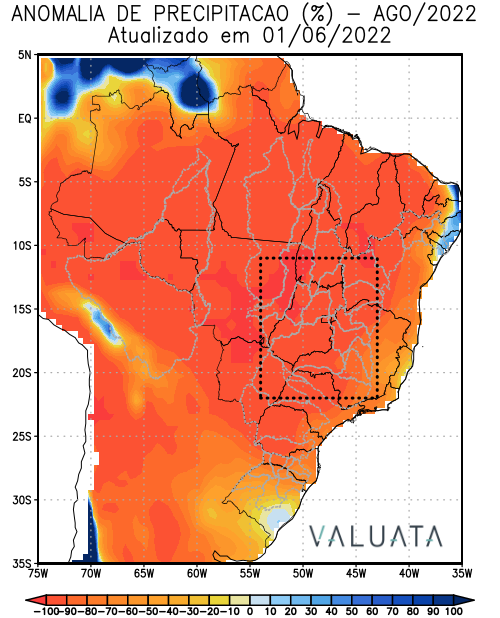 ANOMALIA DE PRECIPITACAO (%) – AGO/2022
Atualizado em 01/06/2022
5N
EQ
5S
10S
15S
20S
25S
30S
35S
VALUATA
75W 70W 65W 60W 55W 50W 45W 40W 35W
-100 -90 -80 -70 -60 -50 -40 -30 -20 -10 0 10 20 30 40 50 60 70 80 90 100